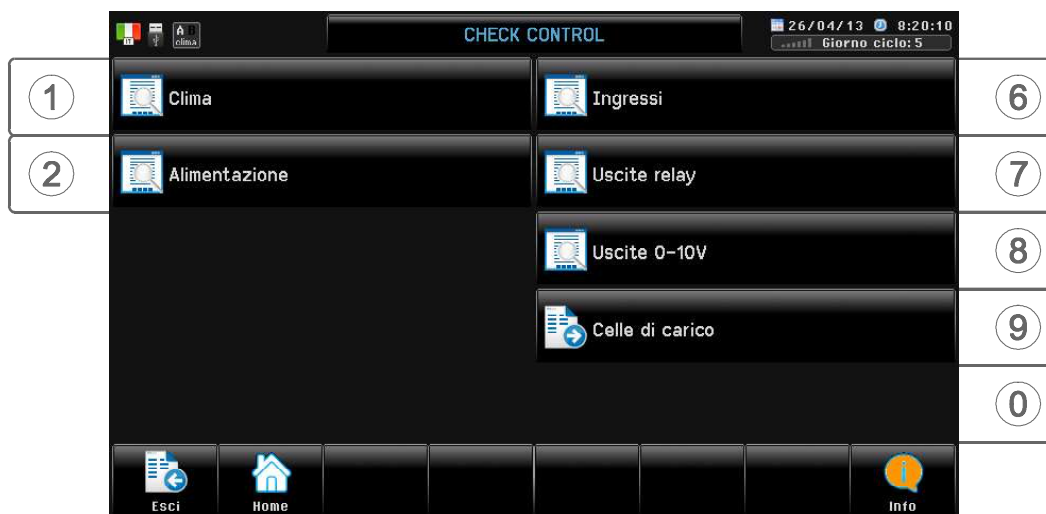 IT
A B
clima
CHECK CONTROL
26/04/13 8:20:10
Giorno ciclo: 5
1
Clima
Ingressi
6
2
Alimentazione
Uscite relay
7
Uscite 0-10V
8
Celle di carico
9
0
Esci
Home
Info